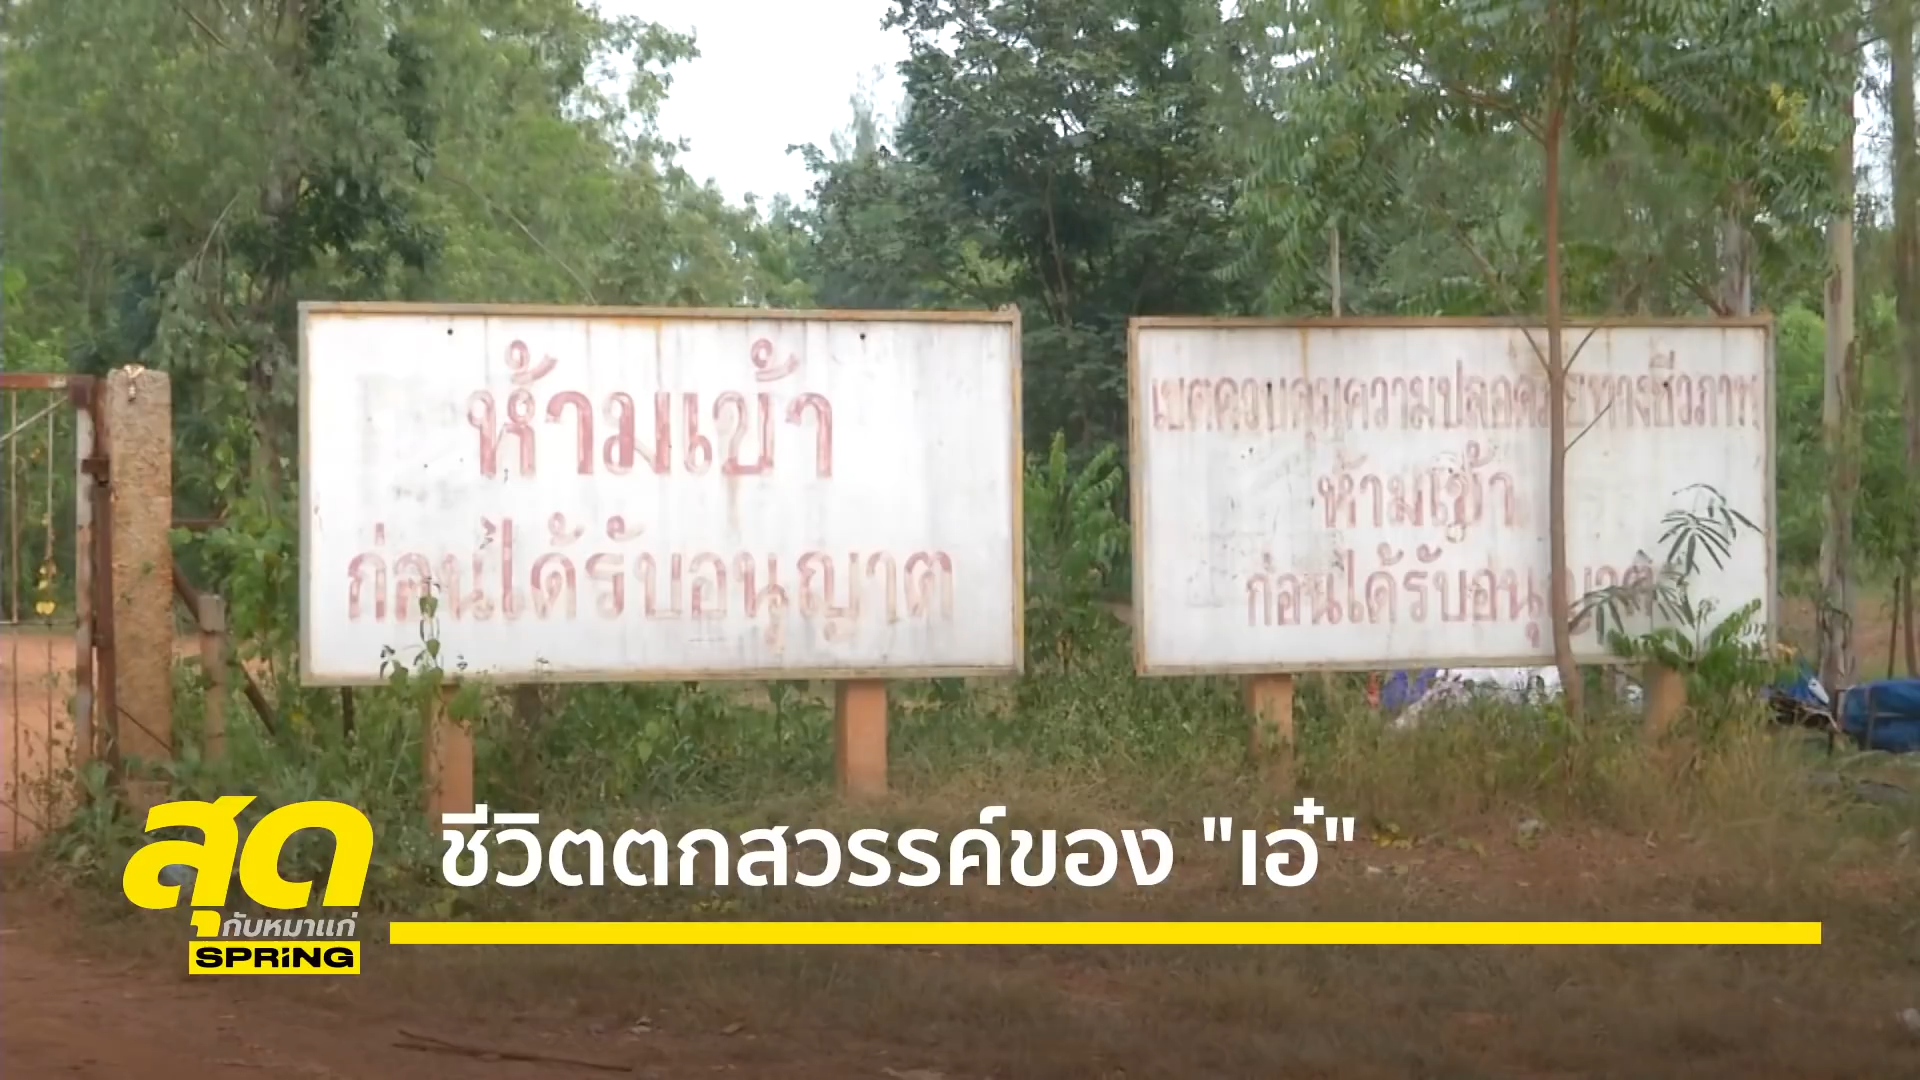 ห้ามเข้า
ก่อนได้รับอนุญาต
เขตควบคุมความปลอดภัยทางชีวภาพ
ห้ามเข้า
ก่อนได้รับอนุญาต
สุด
กับหมาแก่
SPRiNG
ชีวิตตกสวรรค์ของ "เอ๋"